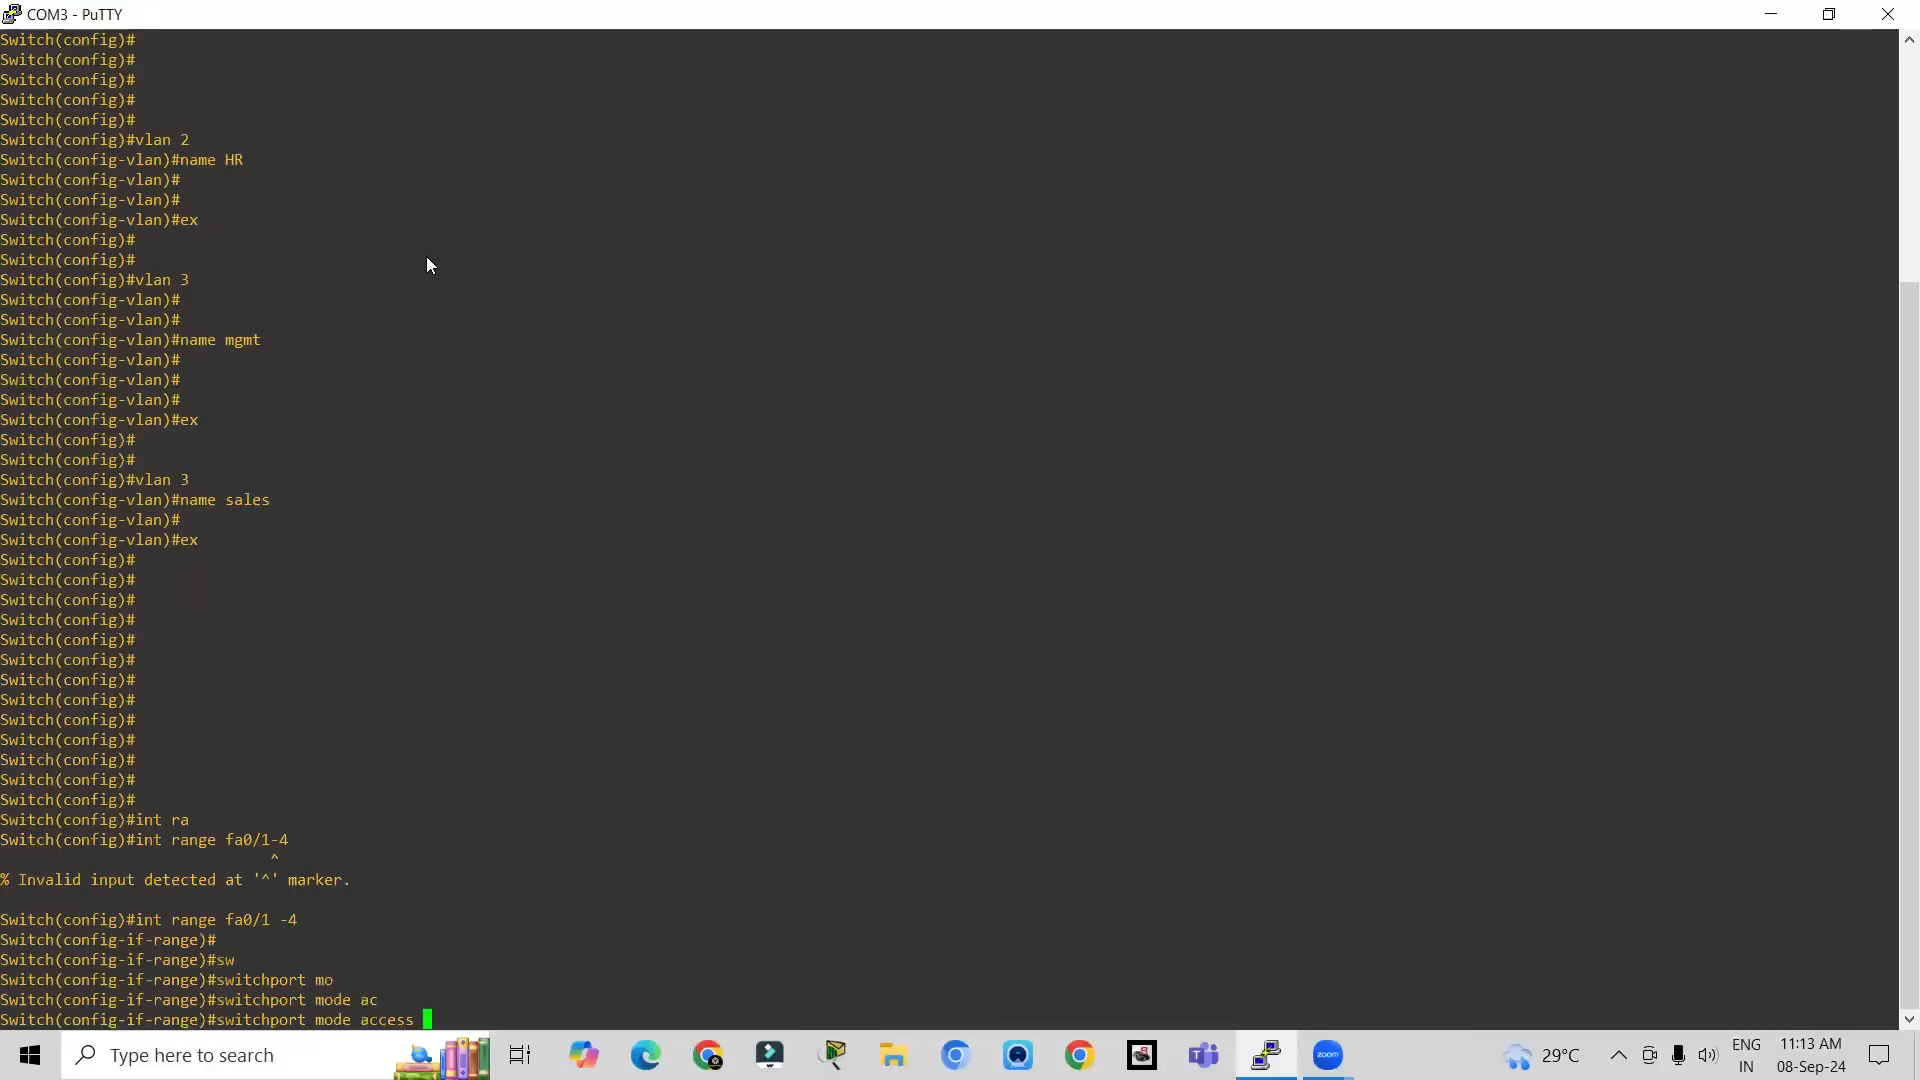 COM3 - PuTTY
Switch(config)#
Switch(config)#
Switch(config)#
Switch(config)#
Switch(config)#
Switch(config)#vlan 2
Switch(config-vlan)#name HR
Switch(config-vlan)#
Switch(config-vlan)#
Switch(config-vlan)#ex
Switch(config)#
Switch(config)#
Switch(config)#vlan 3
Switch(config-vlan)#
Switch(config-vlan)#
Switch(config-vlan)#name mgmt
Switch(config-vlan)#
Switch(config-vlan)#
Switch(config-vlan)#
Switch(config-vlan)#ex
Switch(config)#
Switch(config)#
Switch(config)#vlan 3
Switch(config-vlan)#name sales
Switch(config-vlan)#
Switch(config-vlan)#ex
Switch(config)#
Switch(config)#
Switch(config)#
Switch(config)#
Switch(config)#
Switch(config)#
Switch(config)#
Switch(config)#
Switch(config)#
Switch(config)#
Switch(config)#
Switch(config)#
Switch(config)#
Switch(config)#int ra
Switch(config)#int range fa0/1-4
^
% Invalid input detected at '^' marker.
Switch(config)#int range fa0/1 -4
Switch(config-if-range)#
Switch(config-if-range)#sw
Switch(config-if-range)#switchport mo
Switch(config-if-range)#switchport mode ac
Switch(config-if-range)#switchport mode access
Type here to search
zoom
29°C
ENG
IN
11:13 AM
08-Sep-24